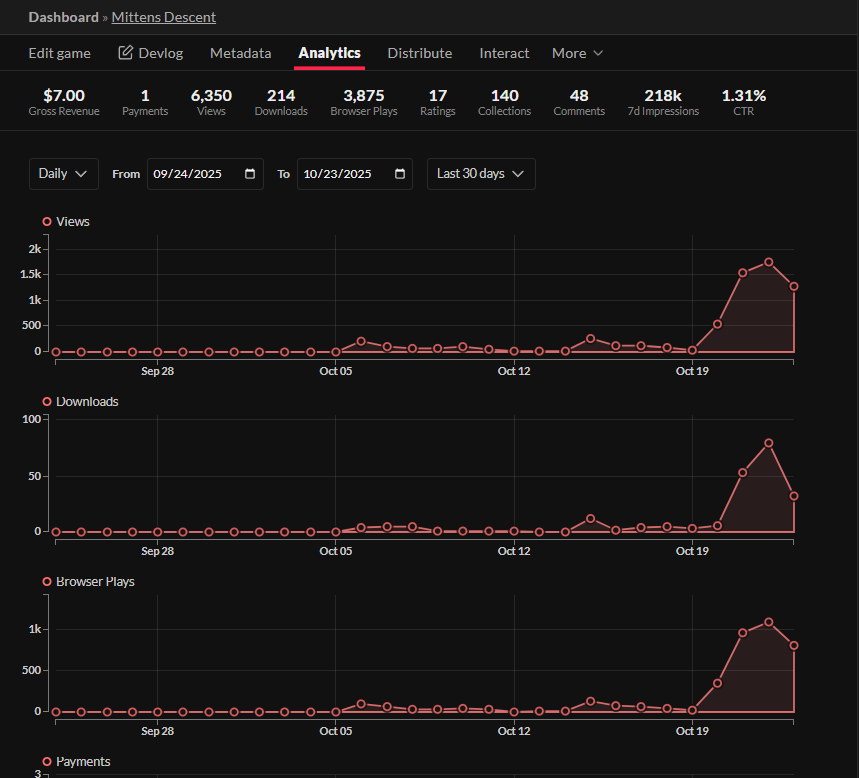 Dashboard » Mittens Descent
Edit game Devlog Metadata Analytics Distribute Interact More
$7.00 1 6,350 214 3,875 17 140 48 218k 1.31%
Gross Revenue Payments Views Downloads Browser Plays Ratings Collections Comments 7d Impressions CTR
Daily From 09/24/2025 To 10/23/2025 Last 30 days
Views
2k
1.5k
1k
500
0
Sep 28 Oct 05 Oct 12 Oct 19
Downloads
100
50
0
Sep 28 Oct 05 Oct 12 Oct 19
Browser Plays
1k
500
0
Sep 28 Oct 05 Oct 12 Oct 19
Payments
3